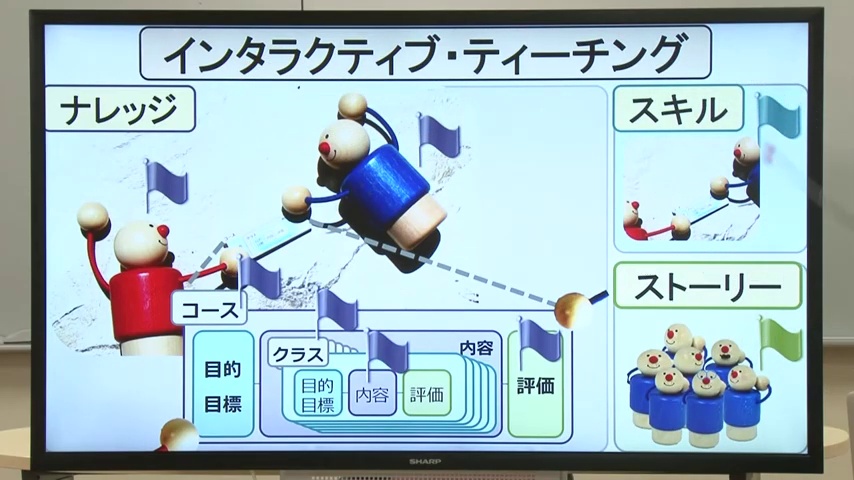 インタラクティブ・ティーチング
ナレッジ
スキル
ストーリー
コース
目的
目標
クラス
内容
目的
目標
内容
評価
評価
SHARP